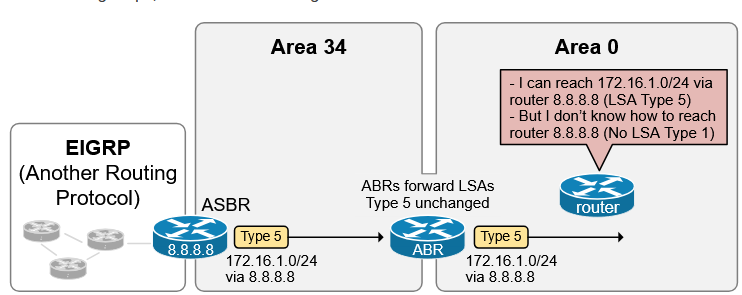 Area 34
Area 0
- I can reach 172.16.1.0/24 via
router 8.8.8.8 (LSA Type 5)
- But I don't know how to reach
router 8.8.8.8 (No LSA Type 1)
EIGRP
(Another Routing
Protocol)
ABRs forward LSAs
Type 5 unchanged
router
ASBR
8.8.8.8
Type 5
ABR
Type 5
172.16.1.0/24
via 8.8.8.8
172.16.1.0/24
via 8.8.8.8